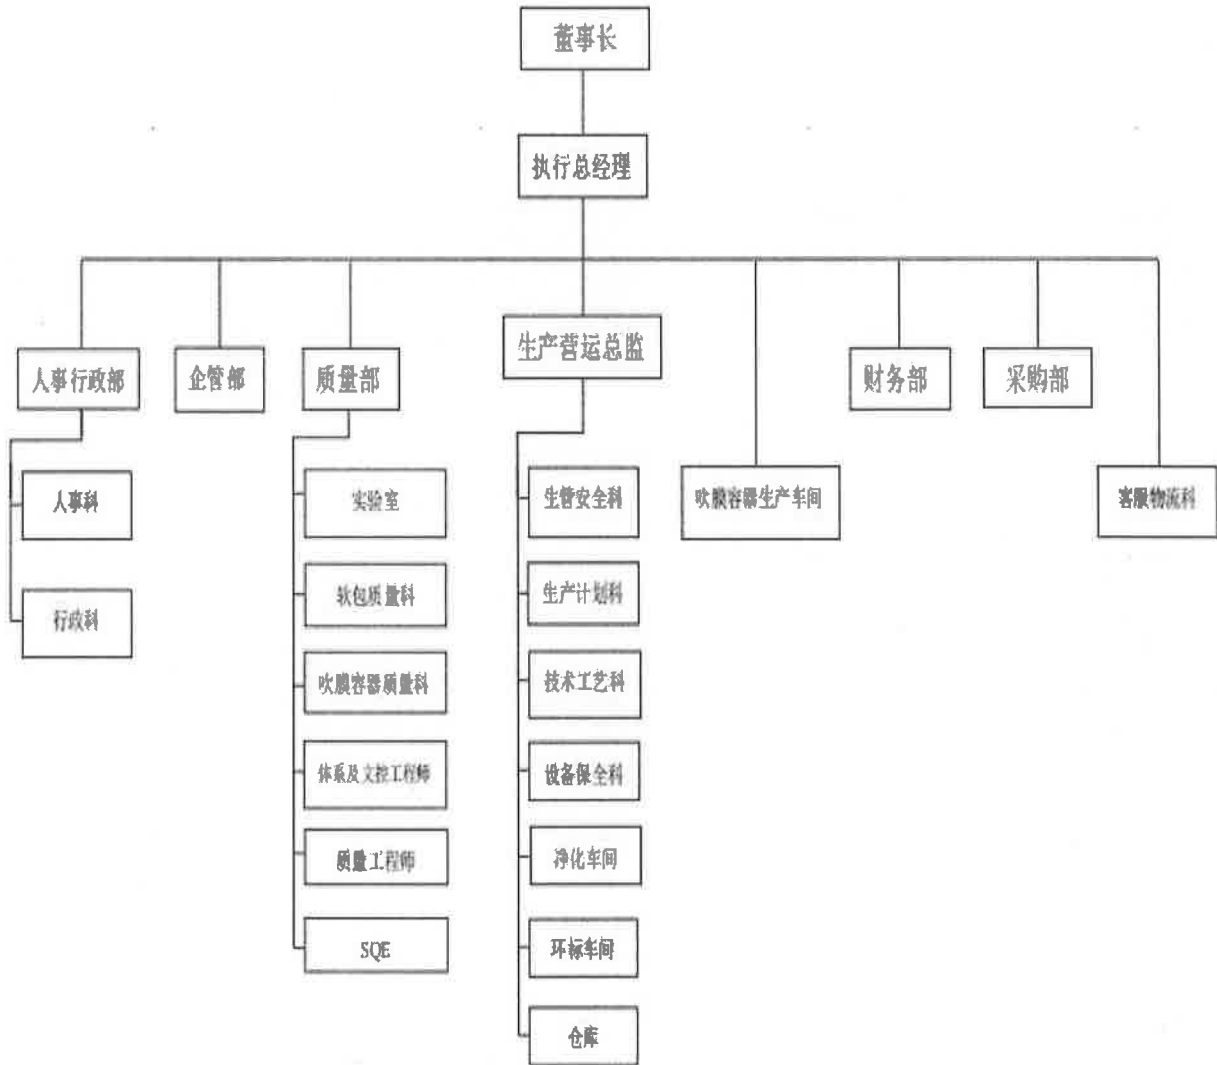 董事长
执行总经理
人事行政部
企管部
质量部
生产营运总监
财务部
采购部
人事科
行政科
实验室
软包质量科
吹膜容器质量科
体系及文控工程师
质量工程师
SQE
生管安全科
生产计划科
技术工艺科
设备保全科
净化车间
环标车间
仓库
吹膜容器生产车间
客服物流科